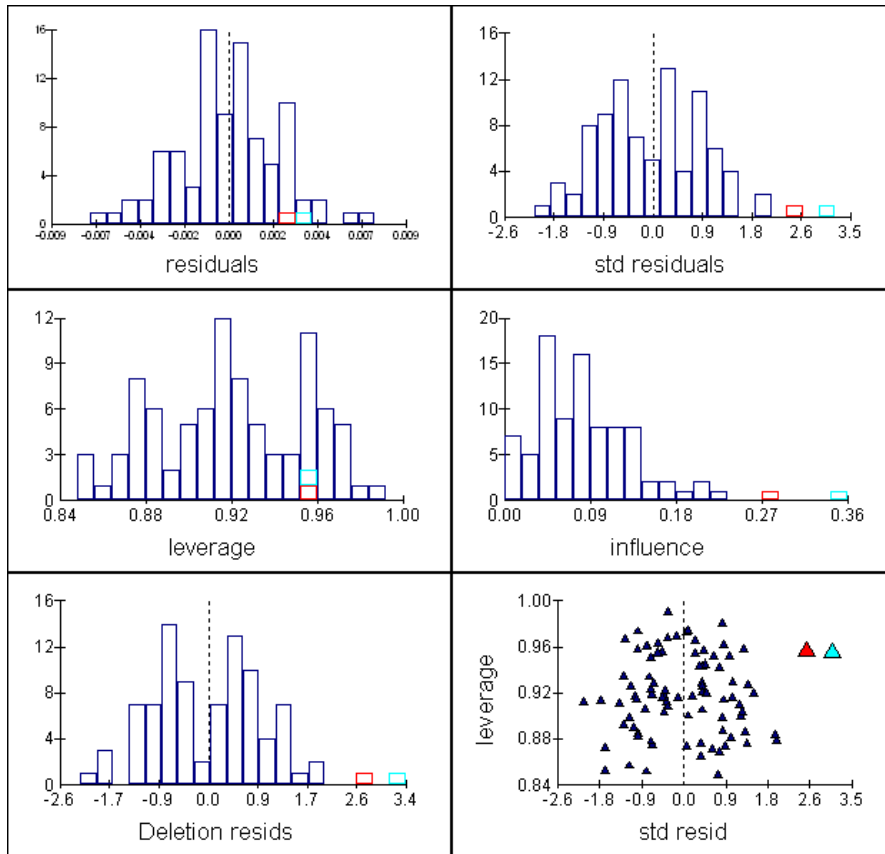 16
12
8
4
0
-0.009 -0.007 -0.004 -0.002 0.000 0.002 0.004 0.007 0.009
residuals
16
12
8
4
0
-2.6 -1.8 -0.9 0.0 0.9 1.8 2.6 3.5
std residuals
12
9
6
3
0
0.84 0.88 0.92 0.96 1.00
leverage
20
15
10
5
0
0.00 0.09 0.18 0.27 0.36
influence
16
12
8
4
0
-2.6 -1.7 -0.9 0.0 0.9 1.7 2.6 3.4
Deletion resids
leverage
1.00
0.96
0.92
0.88
0.84
-2.6 -1.8 -0.9 0.0 0.9 1.8 2.6 3.5
std resid